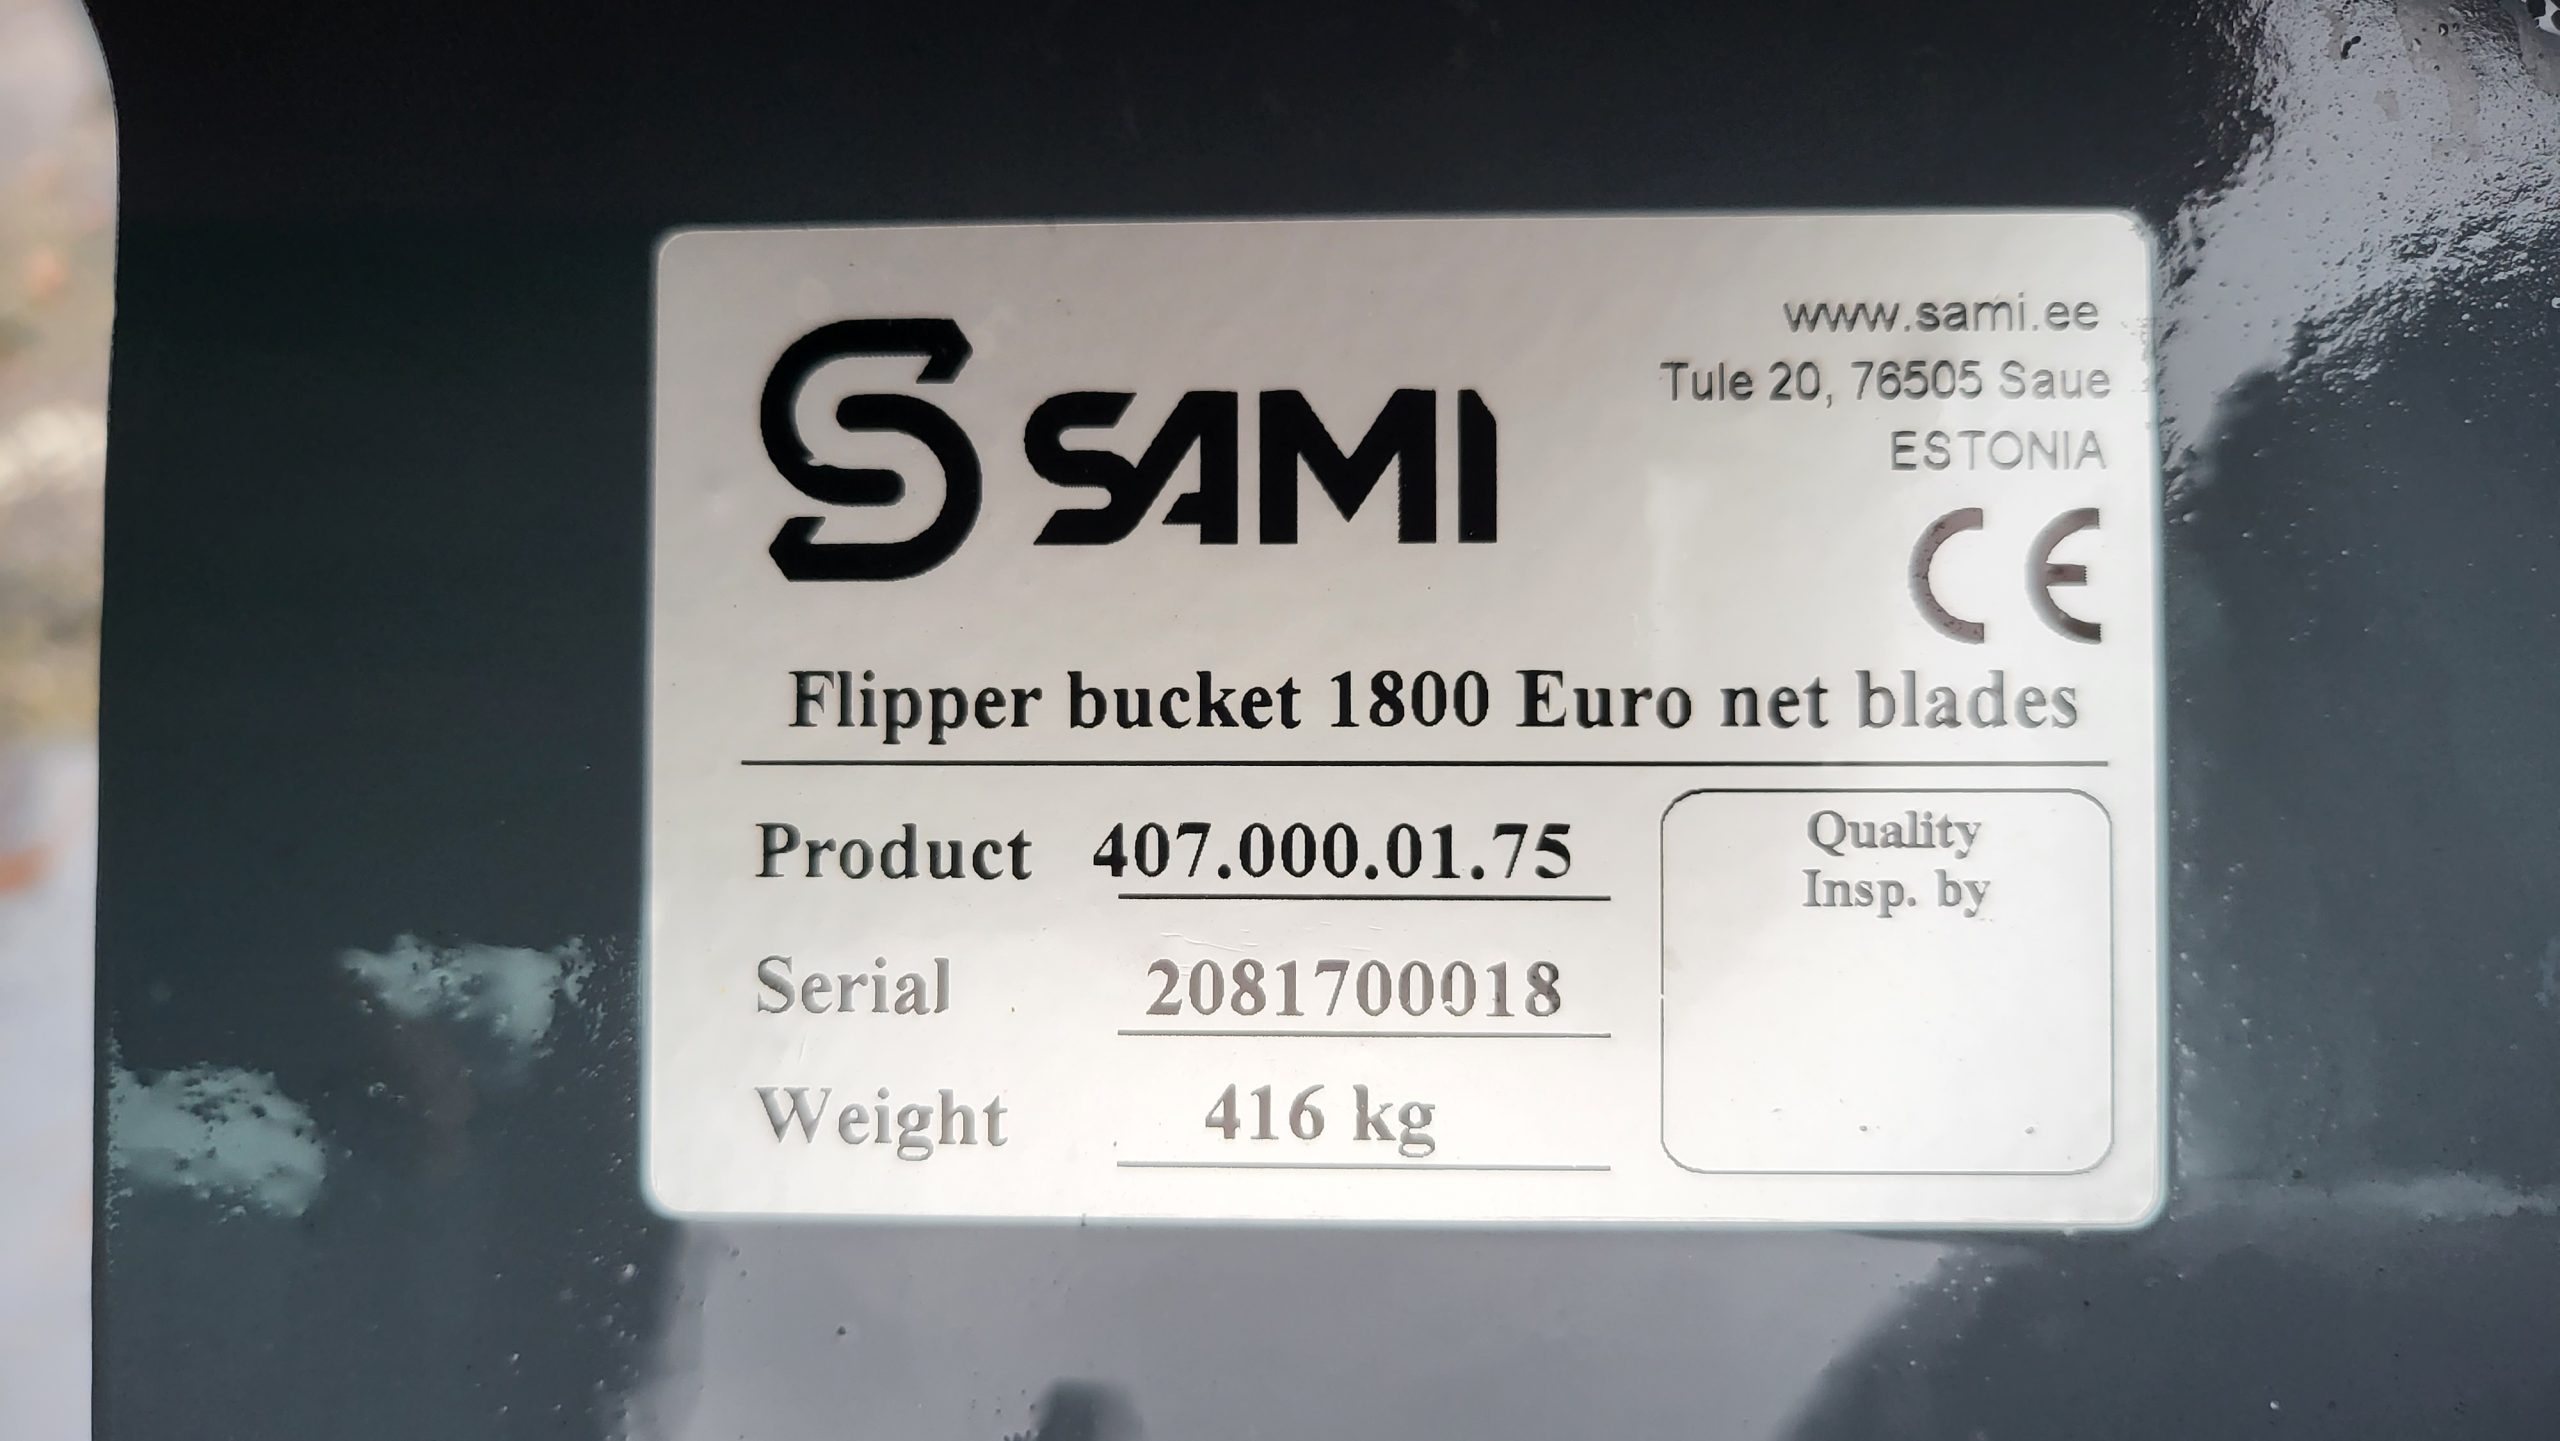 SAMI
www.sami.ee
Tule 20, 76505 Saue
ESTONIA
CE
Flipper bucket 1800 Euro net blades
Product 407.000.01.75
Quality
Insp. by
Serial 2081700018
Weight 416 kg